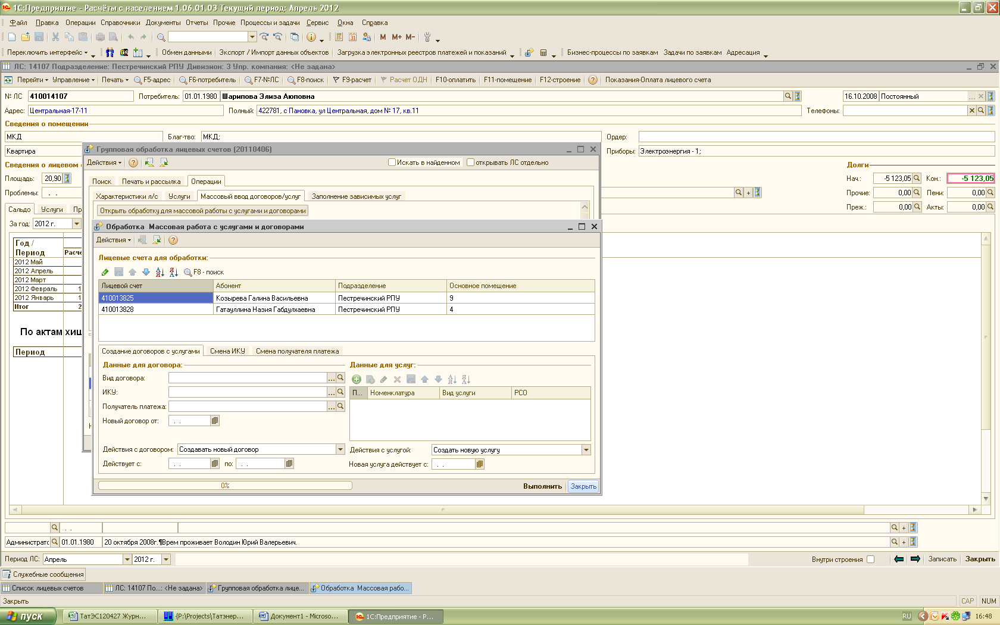 1С:Предприятие - Расчёты с населением 1.06.01.03 Текущий период: Апрель 2012
Файл Правка Операции Справочники Документы Отчеты Прочие Процессы и задачи Сервис Окна Справка
M M+ M-
Переключить интерфейс Обмен данными Экспорт / Импорт данных объектов Загрузка электронных реестров платежей и показаний Бизнес-процессы по заявкам Задачи по заявкам Адресация
ЛС: 14107 Подразделение: Пестречинский РПУ Дивизион: 3 Упр. компания: <Не задана>
Перейти Управление Печать F5-адрес F6-потребитель F7-№ЛС F8-поиск F9-расчет Расчет ОДН F10-оплатить F11-помещение F12-строение Показания-Оплата лицевого счета
№ ЛС 410014107 Потребитель: 01.01.1980 Шарипова Элиза Аюповна 16.10.2008 Постоянный ...
Адрес: Центральная-17-11 Полный: 422781, с Пановка, ул Центральная, дом № 17, кв.11 Телефоны:
Сведения о помещении
МКД Благ-тво: МКД; Ордер:
Квартира Приборы: Электроэнергия - 1;
Сведения о лицевом с Долги
Площадь: 20,90 Нач.: -5 123,05 Кон.: -5 123,05
Проблемы: . . Прочие: 0,00 Пени: 0,00
Преж.: 0,00 Акты: 0,00
Сальдо Услуги Пр
За год: 2012 г.
Год / Период Расче
2012 Май
2012 Апрель
2012 Март
2012 Февраль 1
2012 Январь 1
Итог 2
По актам хищ
Период
Групповая обработка лицевых счетов (20110406)
Действия Искать в найденном открывать ЛС отдельно
Поиск Печать и рассылка Операции
Характеристики л/с Услуги Массовый ввод договоров/услуг Заполнение зависимых услуг
Открыть обработку для массовой работы с услугами и договорами
Обработка Массовая работа с услугами и договорами
Действия
Лицевые счета для обработки:
F8 - поиск
Лицевой счет Абонент Подразделение Основное помещение
410013825 Козырева Галина Васильевна Пестречинский РПУ 9
410013828 Гатауллина Назия Габдулхаевна Пестречинский РПУ 4
Создание договоров с услугами Смена ИКУ Смена получателя платежа
Данные для договора: Данные для услуг:
Вид договора: ...
ИКУ: ... П... Номенклатура Вид услуги РСО
Получатель платежа: ...
Новый договор от: . .
Действия с договором: Создавать новый договор Действия с услугой: Создать новую услугу
Действует с: . . по: . . Новая услуга действует с: . .
0% Выполнить Закрыть
. .
Администрато 01.01.1980 20 октября 2008г.¶Врем проживает Володин Юрий Валерьевич.
Период ЛС: Апрель 2012 г. Внутри строения Записать Закрыть
Служебные сообщения
Список лицевых счетов ЛС: 14107 По...: <Не задана> Групповая обработка лице... Обработка Массовая рабо...
Закрыть CAP NUM
пуск ТатЭС120427 Журн... {P:\Projects\Татэнер... Документ1 - Microso... 1С:Предприятие - Р... RU 16:48